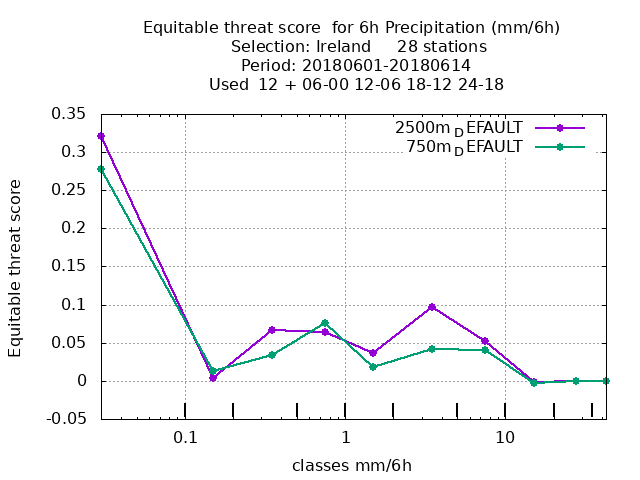 Equitable threat score  for 6h Precipitation (mm/6h)
Selection: Ireland     28 stations
Period: 20180601-20180614
Used  12 + 06-00 12-06 18-12 24-18
2500m_DEFAULT
750m_DEFAULT
0.35
0.3
0.25
0.2
0.15
0.1
0.05
0
-0.05
Equitable threat score
0.1
1
10
classes mm/6h